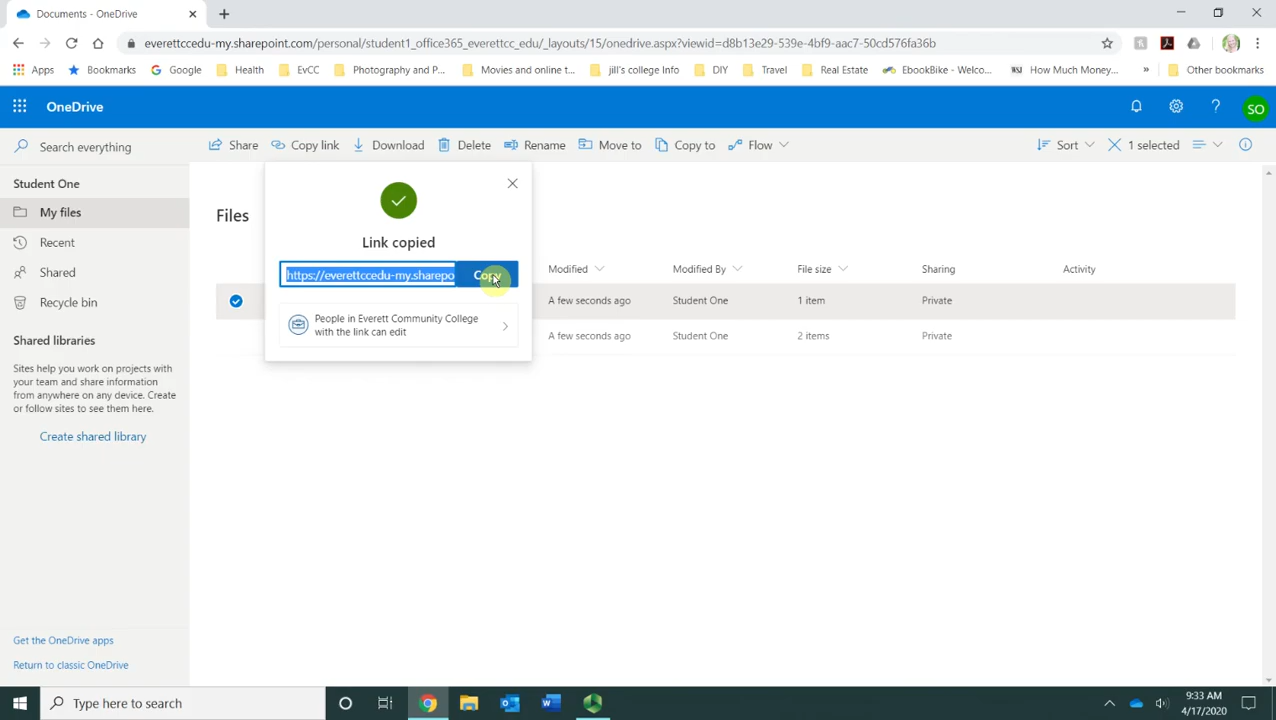 Documents - OneDrive
everettccedu-my.sharepoint.com/personal/student1_office365_everettcc_edu/_layouts/15/onedrive.aspx?viewid=d8b13e29-539e-4bf9-aac7-50cd576fa36b
Apps Bookmarks Google Health EvCC Photography and P... Movies and online t... jill's college Info DIY Travel Real Estate EbookBike - Welco... WSJ How Much Money... » Other bookmarks
OneDrive ? SO
Search everything Share Copy link Download Delete Rename Move to Copy to Flow Sort 1 selected
Student One
My files
Recent
Shared
Recycle bin
Shared libraries
Sites help you work on projects with
your team and share information
from anywhere on any device. Create
or follow sites to see them here.
Create shared library
Get the OneDrive apps
Return to classic OneDrive
Files
Link copied
https://everettccedu-my.sharepo Copy
People in Everett Community College
with the link can edit
Modified Modified By File size Sharing Activity
A few seconds ago Student One 1 item Private
A few seconds ago Student One 2 items Private
Type here to search
9:33 AM
4/17/2020